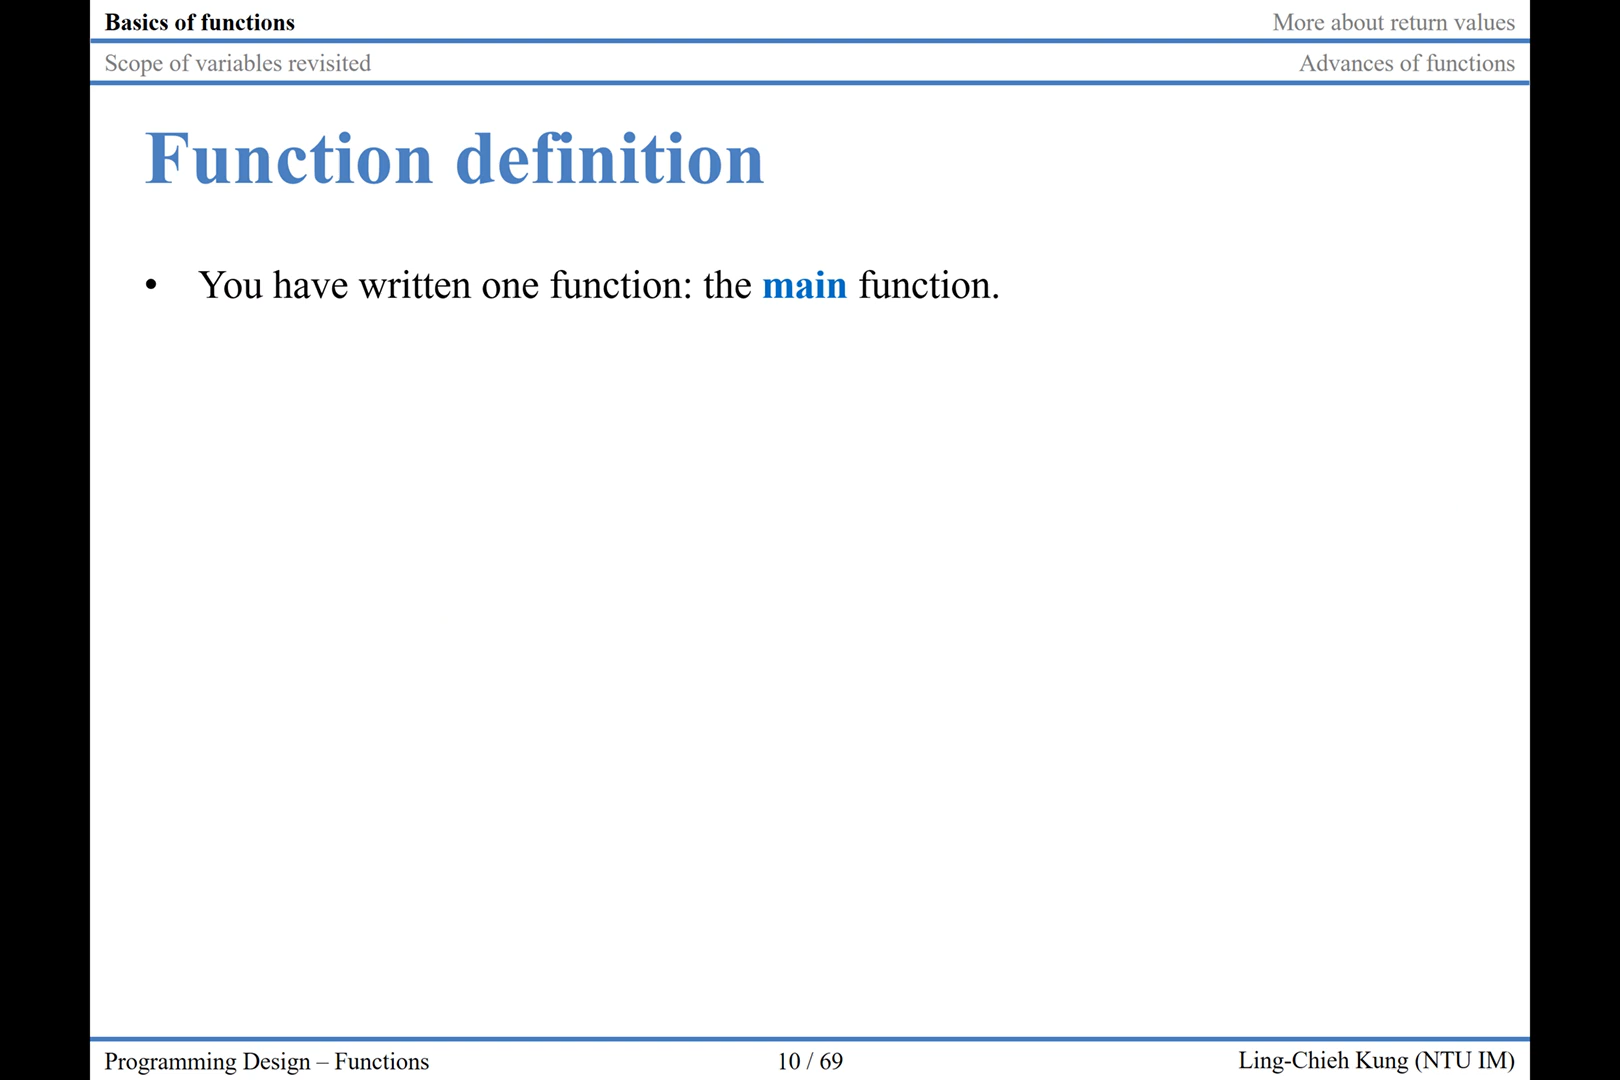 Basics of functions
More about return values
Scope of variables revisited
Advances of functions
Function definition
• You have written one function: the main function.
Programming Design – Functions
10 / 69
Ling-Chieh Kung (NTU IM)